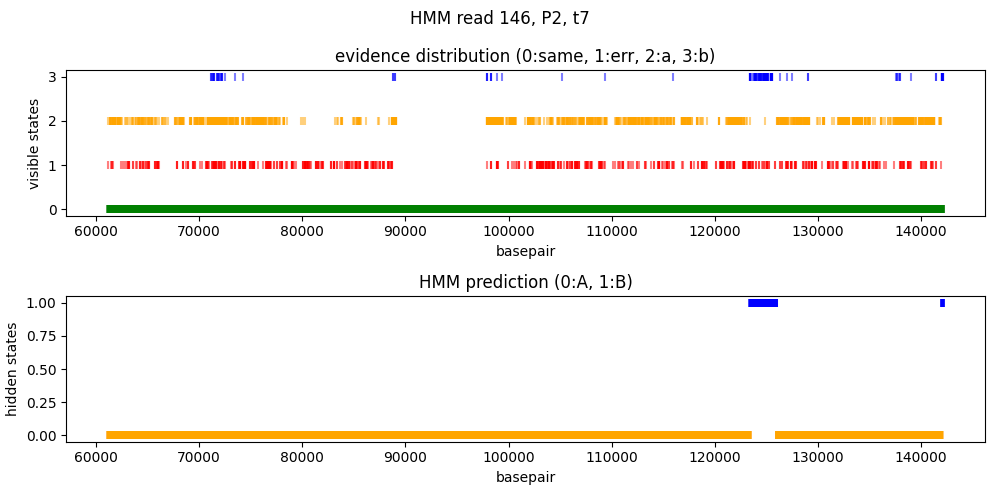 HMM read 146, P2, t7
evidence distribution (0:same, 1:err, 2:a, 3:b)
visible states
3
2
1
0
60000 70000 80000 90000 100000 110000 120000 130000 140000
basepair
HMM prediction (0:A, 1:B)
hidden states
1.00
0.75
0.50
0.25
0.00
60000 70000 80000 90000 100000 110000 120000 130000 140000
basepair